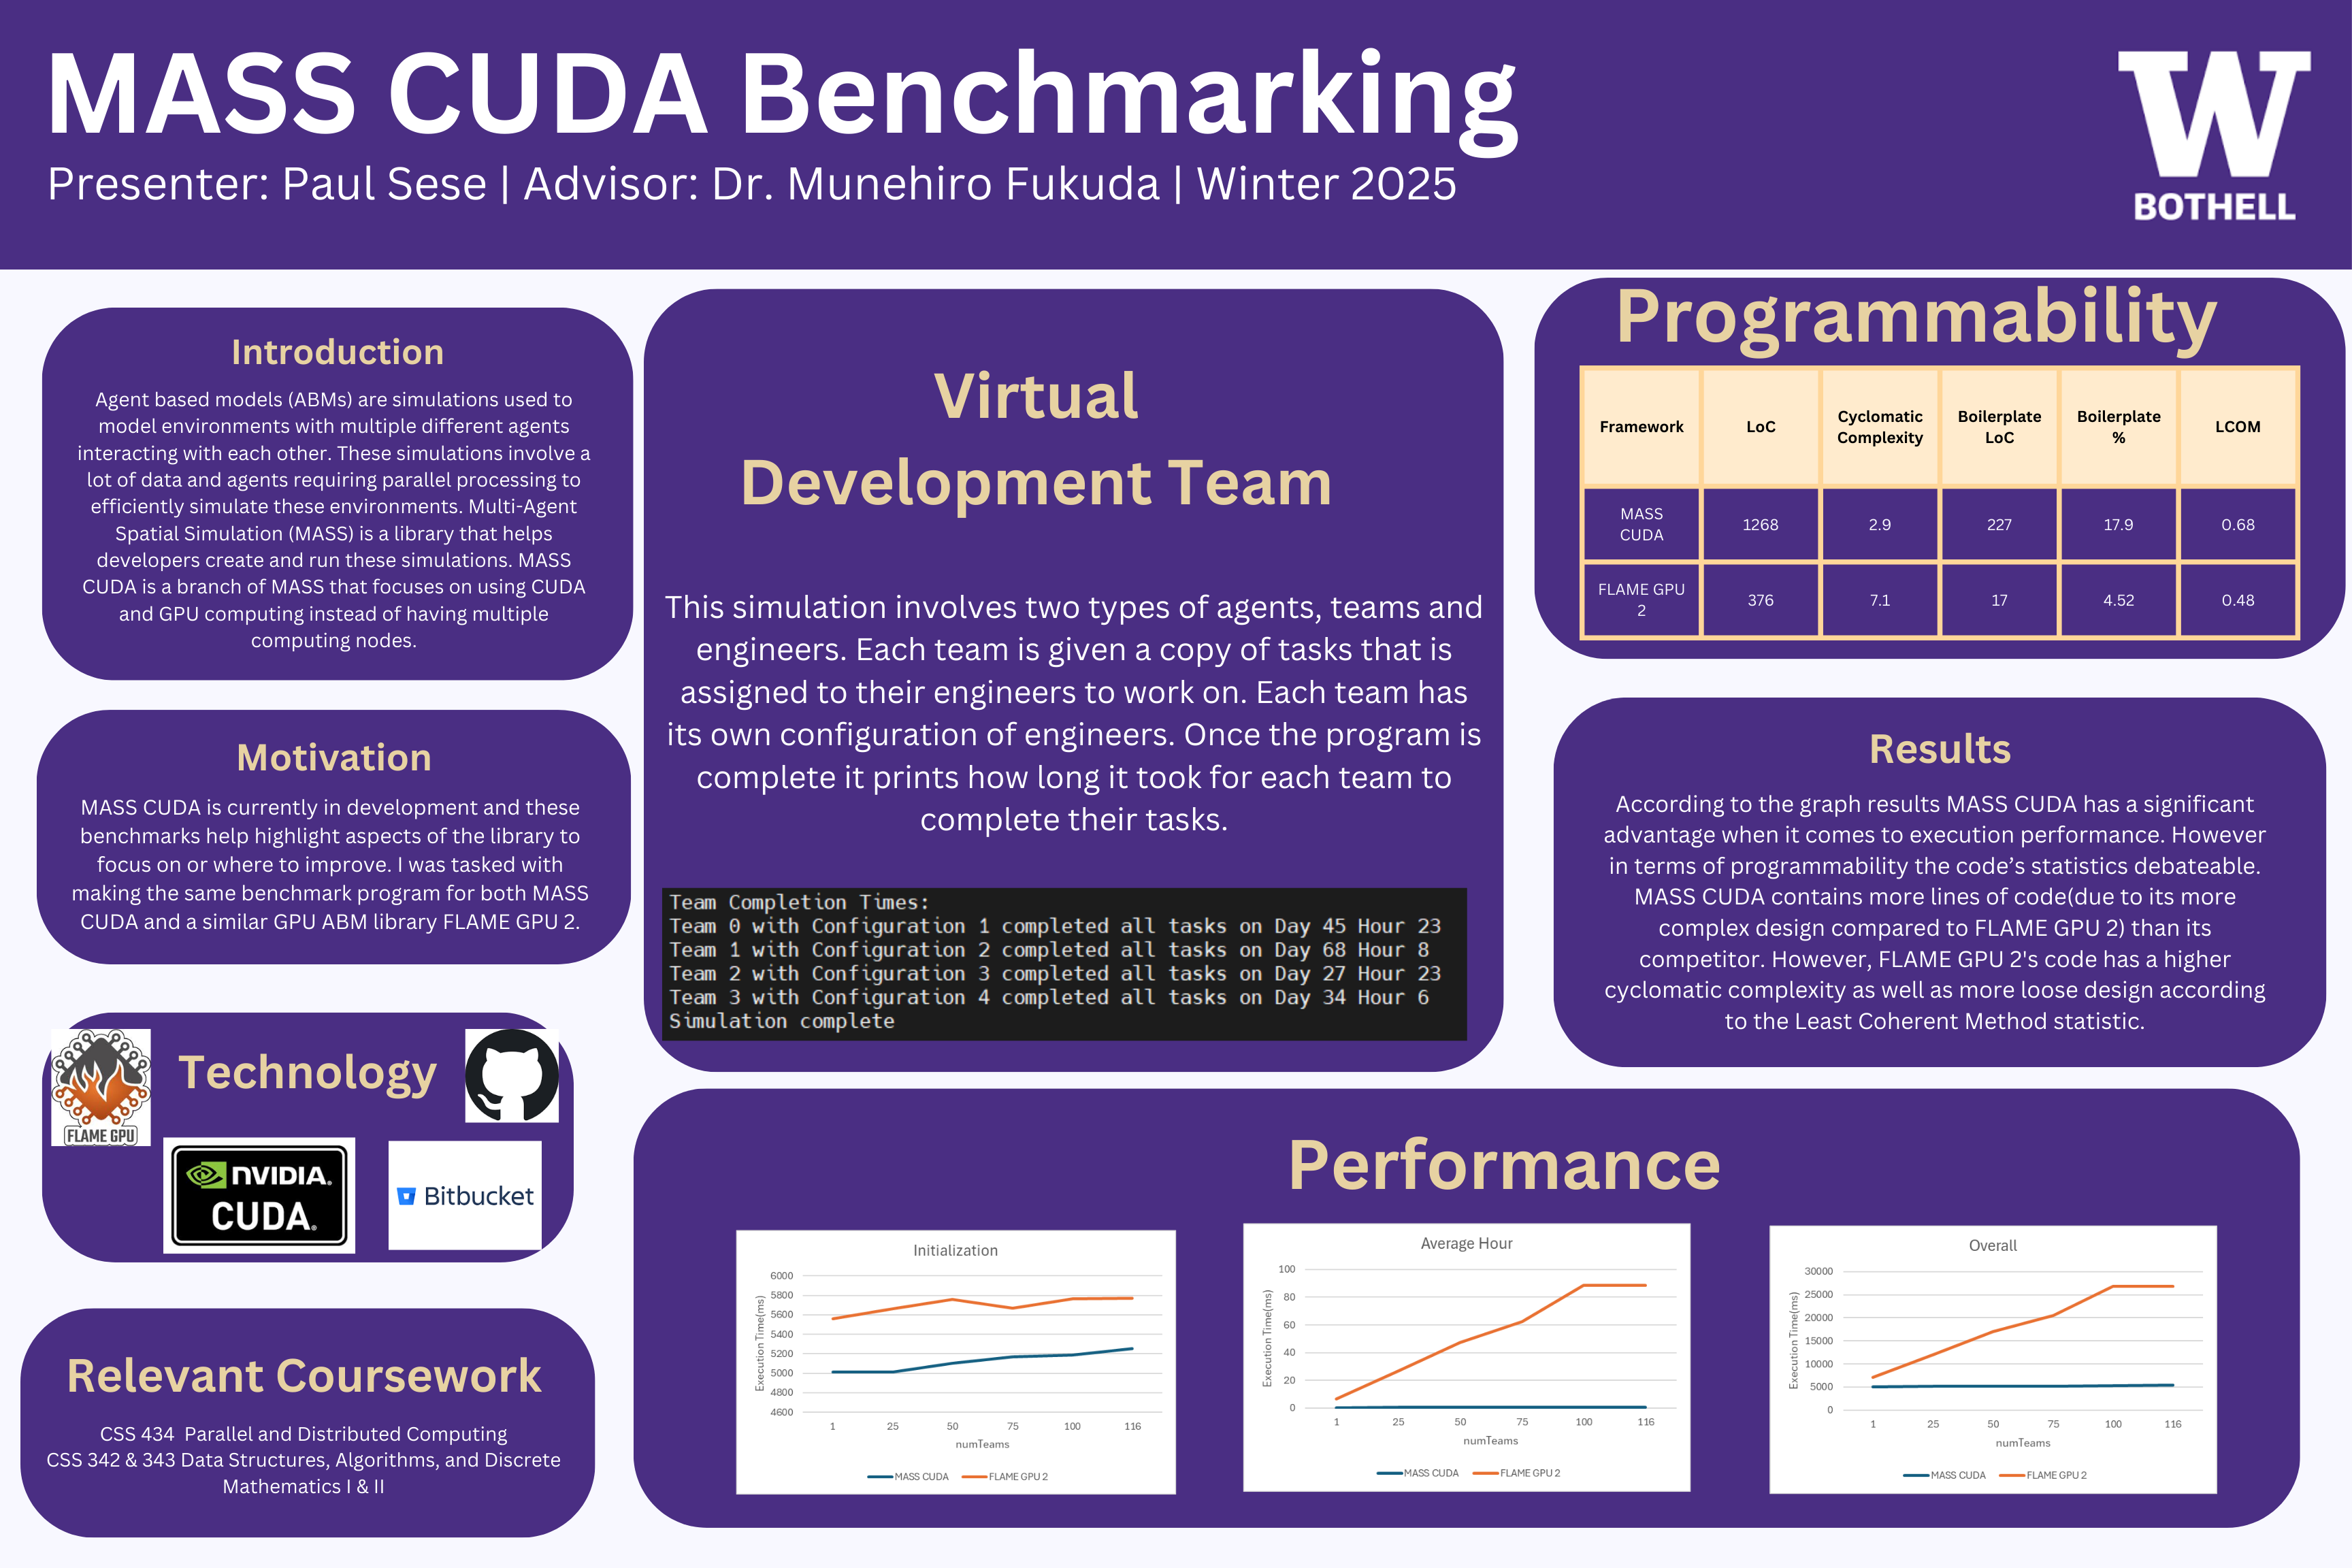 MASS CUDA Benchmarking
Presenter: Paul Sese | Advisor: Dr. Munehiro Fukuda | Winter 2025
W
BOTHELL
Introduction
Agent based models (ABMs) are simulations used to
model environments with multiple different agents
interacting with each other. These simulations involve a
lot of data and agents requiring parallel processing to
efficiently simulate these environments. Multi-Agent
Spatial Simulation (MASS) is a library that helps
developers create and run these simulations. MASS
CUDA is a branch of MASS that focuses on using CUDA
and GPU computing instead of having multiple
computing nodes.
Motivation
MASS CUDA is currently in development and these
benchmarks help highlight aspects of the library to
focus on or where to improve. I was tasked with
making the same benchmark program for both MASS
CUDA and a similar GPU ABM library FLAME GPU 2.
Technology
FLAME GPU
NVIDIA.
CUDA.
Bitbucket
Relevant Coursework
CSS 434  Parallel and Distributed Computing
CSS 342 & 343 Data Structures, Algorithms, and Discrete
Mathematics I & II
Virtual
Development Team
This simulation involves two types of agents, teams and
engineers. Each team is given a copy of tasks that is
assigned to their engineers to work on. Each team has
its own configuration of engineers. Once the program is
complete it prints how long it took for each team to
complete their tasks.
Team Completion Times:
Team 0 with Configuration 1 completed all tasks on Day 45 Hour 23
Team 1 with Configuration 2 completed all tasks on Day 68 Hour 8
Team 2 with Configuration 3 completed all tasks on Day 27 Hour 23
Team 3 with Configuration 4 completed all tasks on Day 34 Hour 6
Simulation complete
Programmability
Framework LoC Cyclomatic Complexity Boilerplate LoC Boilerplate % LCOM
MASS CUDA 1268 2.9 227 17.9 0.68
FLAME GPU 2 376 7.1 17 4.52 0.48
Results
According to the graph results MASS CUDA has a significant
advantage when it comes to execution performance. However
in terms of programmability the code’s statistics debateable.
MASS CUDA contains more lines of code(due to its more
complex design compared to FLAME GPU 2) than its
competitor. However, FLAME GPU 2's code has a higher
cyclomatic complexity as well as more loose design according
to the Least Coherent Method statistic.
Performance
Initialization
Execution Time(ms)
6000
5800
5600
5400
5200
5000
4800
4600
1 25 50 75 100 116
numTeams
MASS CUDA FLAME GPU 2
Average Hour
Execution Time(ms)
100
80
60
40
20
0
1 25 50 75 100 116
numTeams
MASS CUDA FLAME GPU 2
Overall
Execution Time(ms)
30000
25000
20000
15000
10000
5000
0
1 25 50 75 100 116
numTeams
MASS CUDA FLAME GPU 2